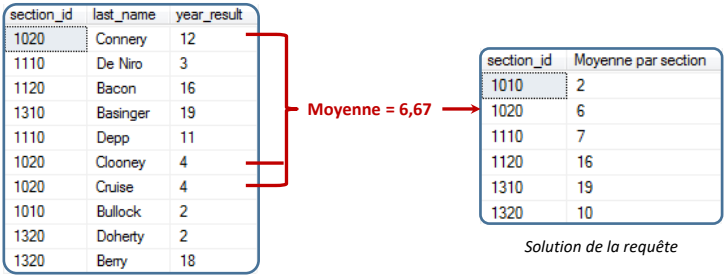 section_id last_name year_result
1020 Connery 12
1110 De Niro 3
1120 Bacon 16
1310 Basinger 19
1110 Depp 11
1020 Clooney 4
1020 Cruise 4
1010 Bullock 2
1320 Doherty 2
1320 Berry 18
Moyenne = 6,67
section_id Moyenne par section
1010 2
1020 6
1110 7
1120 16
1310 19
1320 10
Solution de la requête